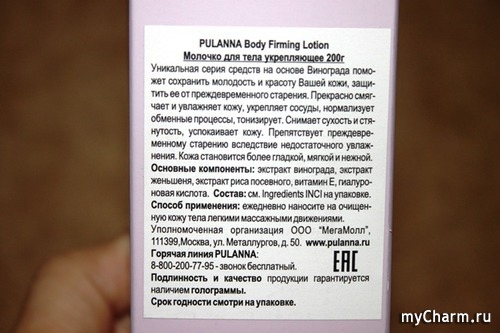 PULANNA Body Firming Lotion
Молочко для тела укрепляющее 200г
Уникальная серия средств на основе Винограда помо-
жет сохранить молодость и красоту Вашей кожи, защи-
тить ее от преждевременного старения. Прекрасно смяг-
чает и увлажняет кожу, укрепляет сосуды, нормализует
обменные процессы, тонизирует. Снимает сухость и стя-
нутость, успокаивает кожу. Препятствует преждевре-
менному старению вследствие недостаточного увлаж-
нения. Кожа становится более гладкой, мягкой и нежной.
Основные компоненты: экстракт винограда, экстракт
женьшеня, экстракт риса посевного, витамин Е, гиалуро-
новая кислота. Состав: см. Ingredients INCI на упаковке.
Способ применения: ежедневно наносите на очищен-
ную кожу тела легкими массажными движениями.
Уполномоченная организация ООО “МегаМолл”,
111399,Москва, ул. Металлургов, д. 50. www.pulanna.ru
Горячая линия PULANNA:
8-800-200-77-95 - звонок бесплатный.
EAC
Подлинность и качество продукции гарантируется
наличием голограммы.
Срок годности смотри на упаковке.
myCharm.ru